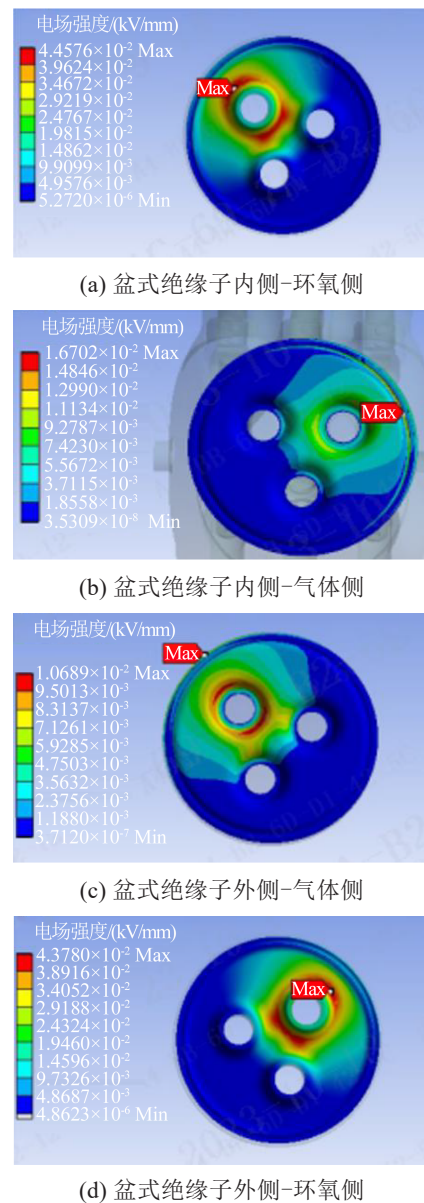 电场强度/(kV/mm)
4.4576×10⁻² Max
3.9624×10⁻²
3.4672×10⁻²
2.9219×10⁻²
2.4767×10⁻²
1.9815×10⁻²
1.4862×10⁻²
9.9099×10⁻³
4.9576×10⁻³
5.2720×10⁻⁶ Min
Max
(a) 盆式绝缘子内侧-环氧侧
电场强度/(kV/mm)
1.6702×10⁻² Max
1.4846×10⁻²
1.2990×10⁻²
1.1134×10⁻²
9.2787×10⁻³
7.4230×10⁻³
5.5672×10⁻³
3.7115×10⁻³
1.8558×10⁻³
3.5309×10⁻⁸ Min
Max
(b) 盆式绝缘子内侧-气体侧
电场强度/(kV/mm)
Max
1.0689×10⁻² Max
9.5013×10⁻³
8.3137×10⁻³
7.1261×10⁻³
5.9285×10⁻³
4.7503×10⁻³
3.5632×10⁻³
2.3756×10⁻³
1.1880×10⁻³
3.7120×10⁻⁷ Min
(c) 盆式绝缘子外侧-气体侧
电场强度/(kV/mm)
4.3780×10⁻² Max
3.8916×10⁻²
3.4052×10⁻²
2.9188×10⁻²
2.4324×10⁻²
1.9460×10⁻²
1.4596×10⁻²
9.7326×10⁻³
4.8687×10⁻³
4.8623×10⁻⁶ Min
Max
(d) 盆式绝缘子外侧-环氧侧